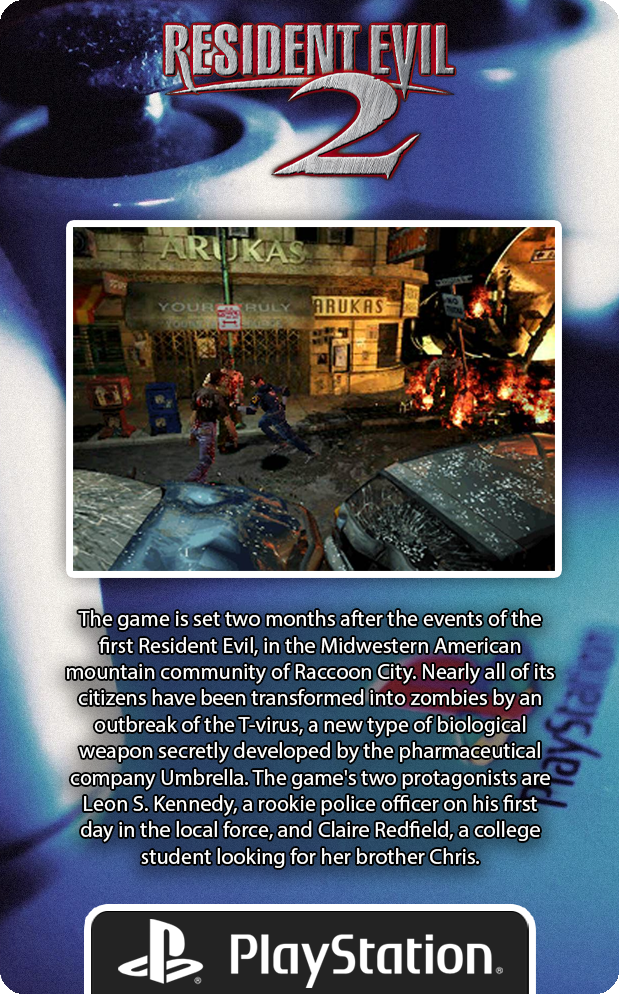 RESIDENT EVIL
2
ARUKAS
YOURS TRULY
ARUKAS
The game is set two months after the events of the
first Resident Evil, in the Midwestern American
mountain community of Raccoon City. Nearly all of its
citizens have been transformed into zombies by an
outbreak of the T-virus, a new type of biological
weapon secretly developed by the pharmaceutical
company Umbrella. The game's two protagonists are
Leon S. Kennedy, a rookie police officer on his first
day in the local force, and Claire Redfield, a college
student looking for her brother Chris.
PlayStation
PlayStation®